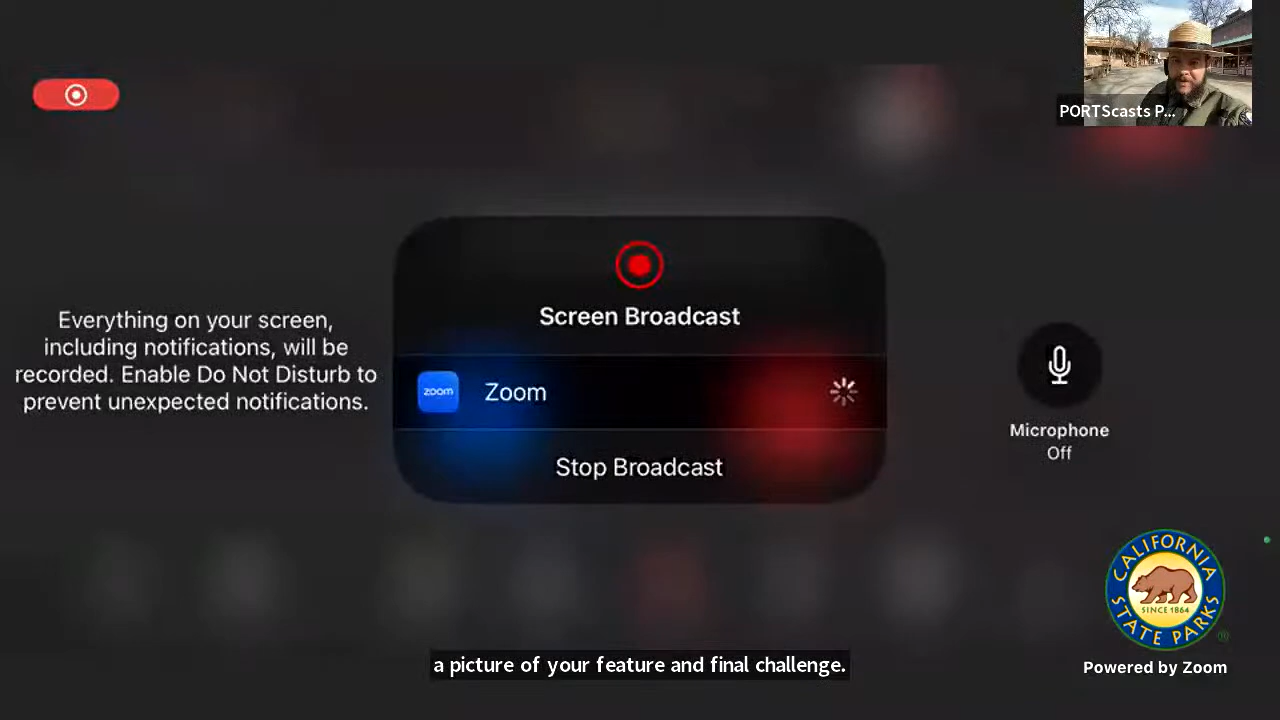 PORTScasts P...
Screen Broadcast
Everything on your screen,
including notifications, will be
recorded. Enable Do Not Disturb to
prevent unexpected notifications.
zoom
Zoom
Stop Broadcast
Microphone
Off
CALIFORNIA
SINCE 1864
STATE PARKS
®
Powered by Zoom
a picture of your feature and final challenge.